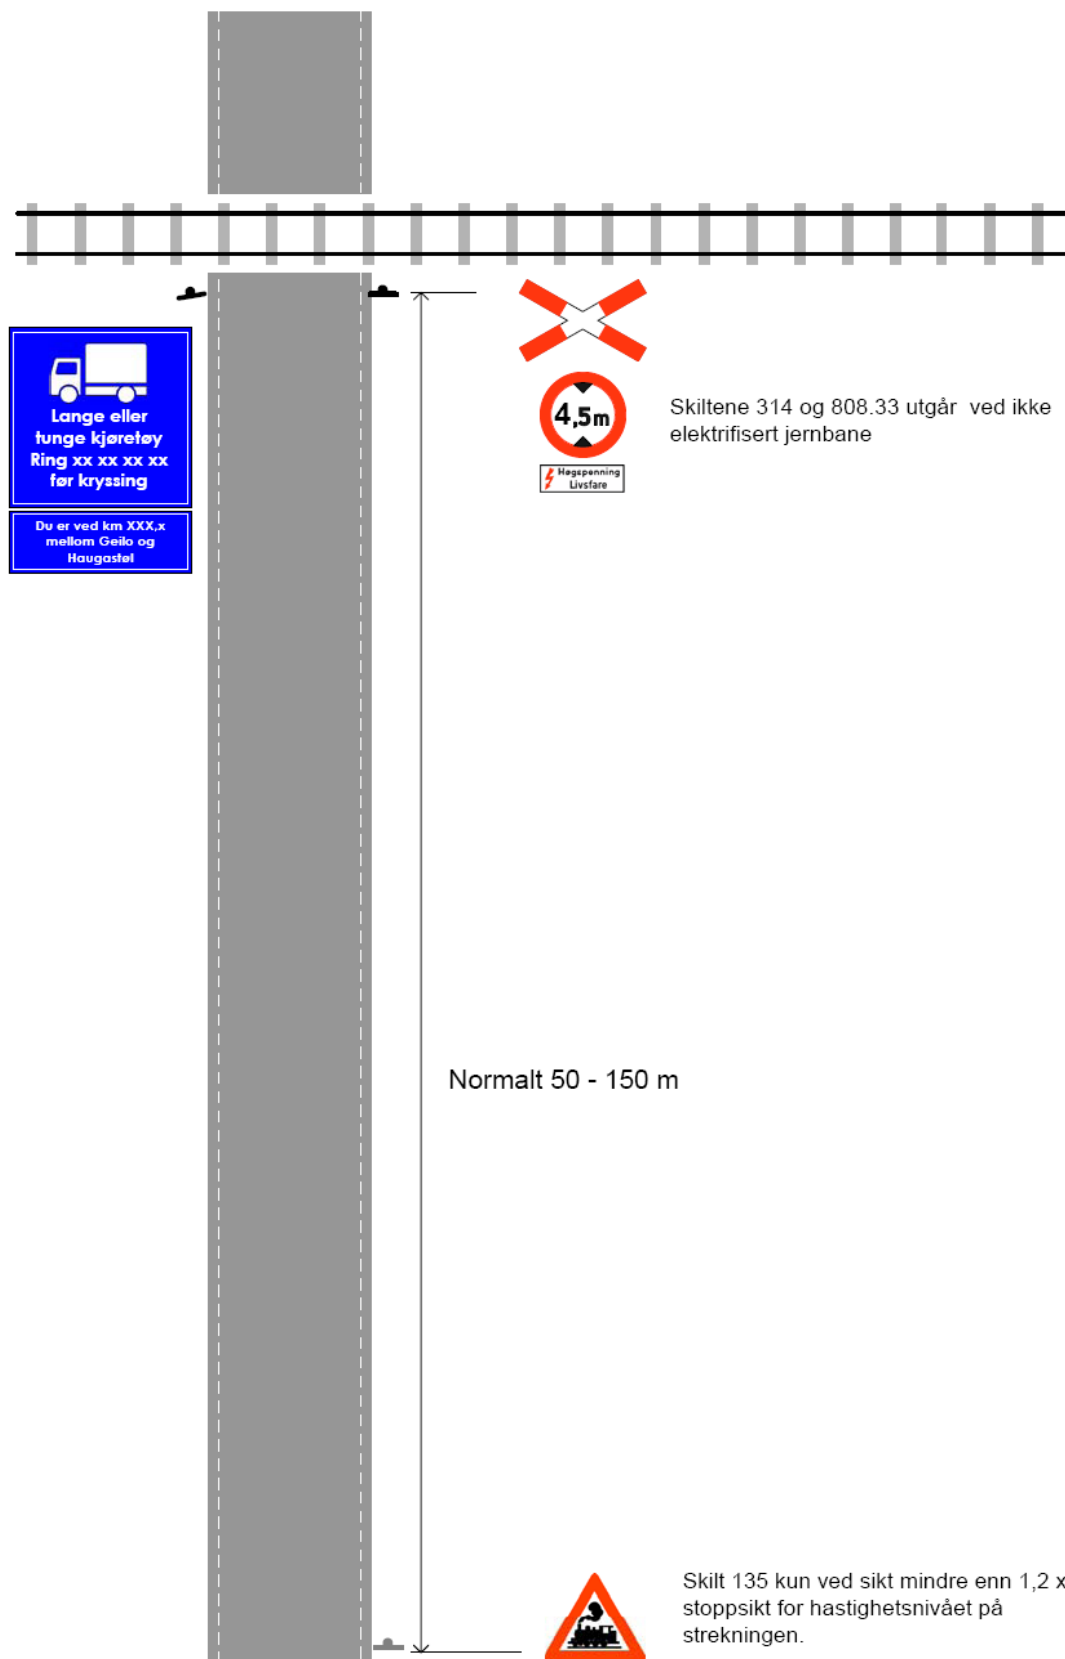 Lange eller
tunge kjøretøy
Ring xx xx xx xx
før kryssing
Du er ved km XXX,x
mellom Geilo og
Haugastøl
4,5m
Høgspenning
Livsfare
Skiltene 314 og 808.33 utgår ved ikke
elektrifisert jernbane
Normalt 50 - 150 m
Skilt 135 kun ved sikt mindre enn 1,2 x
stoppsikt for hastighetsnivået på
strekningen.